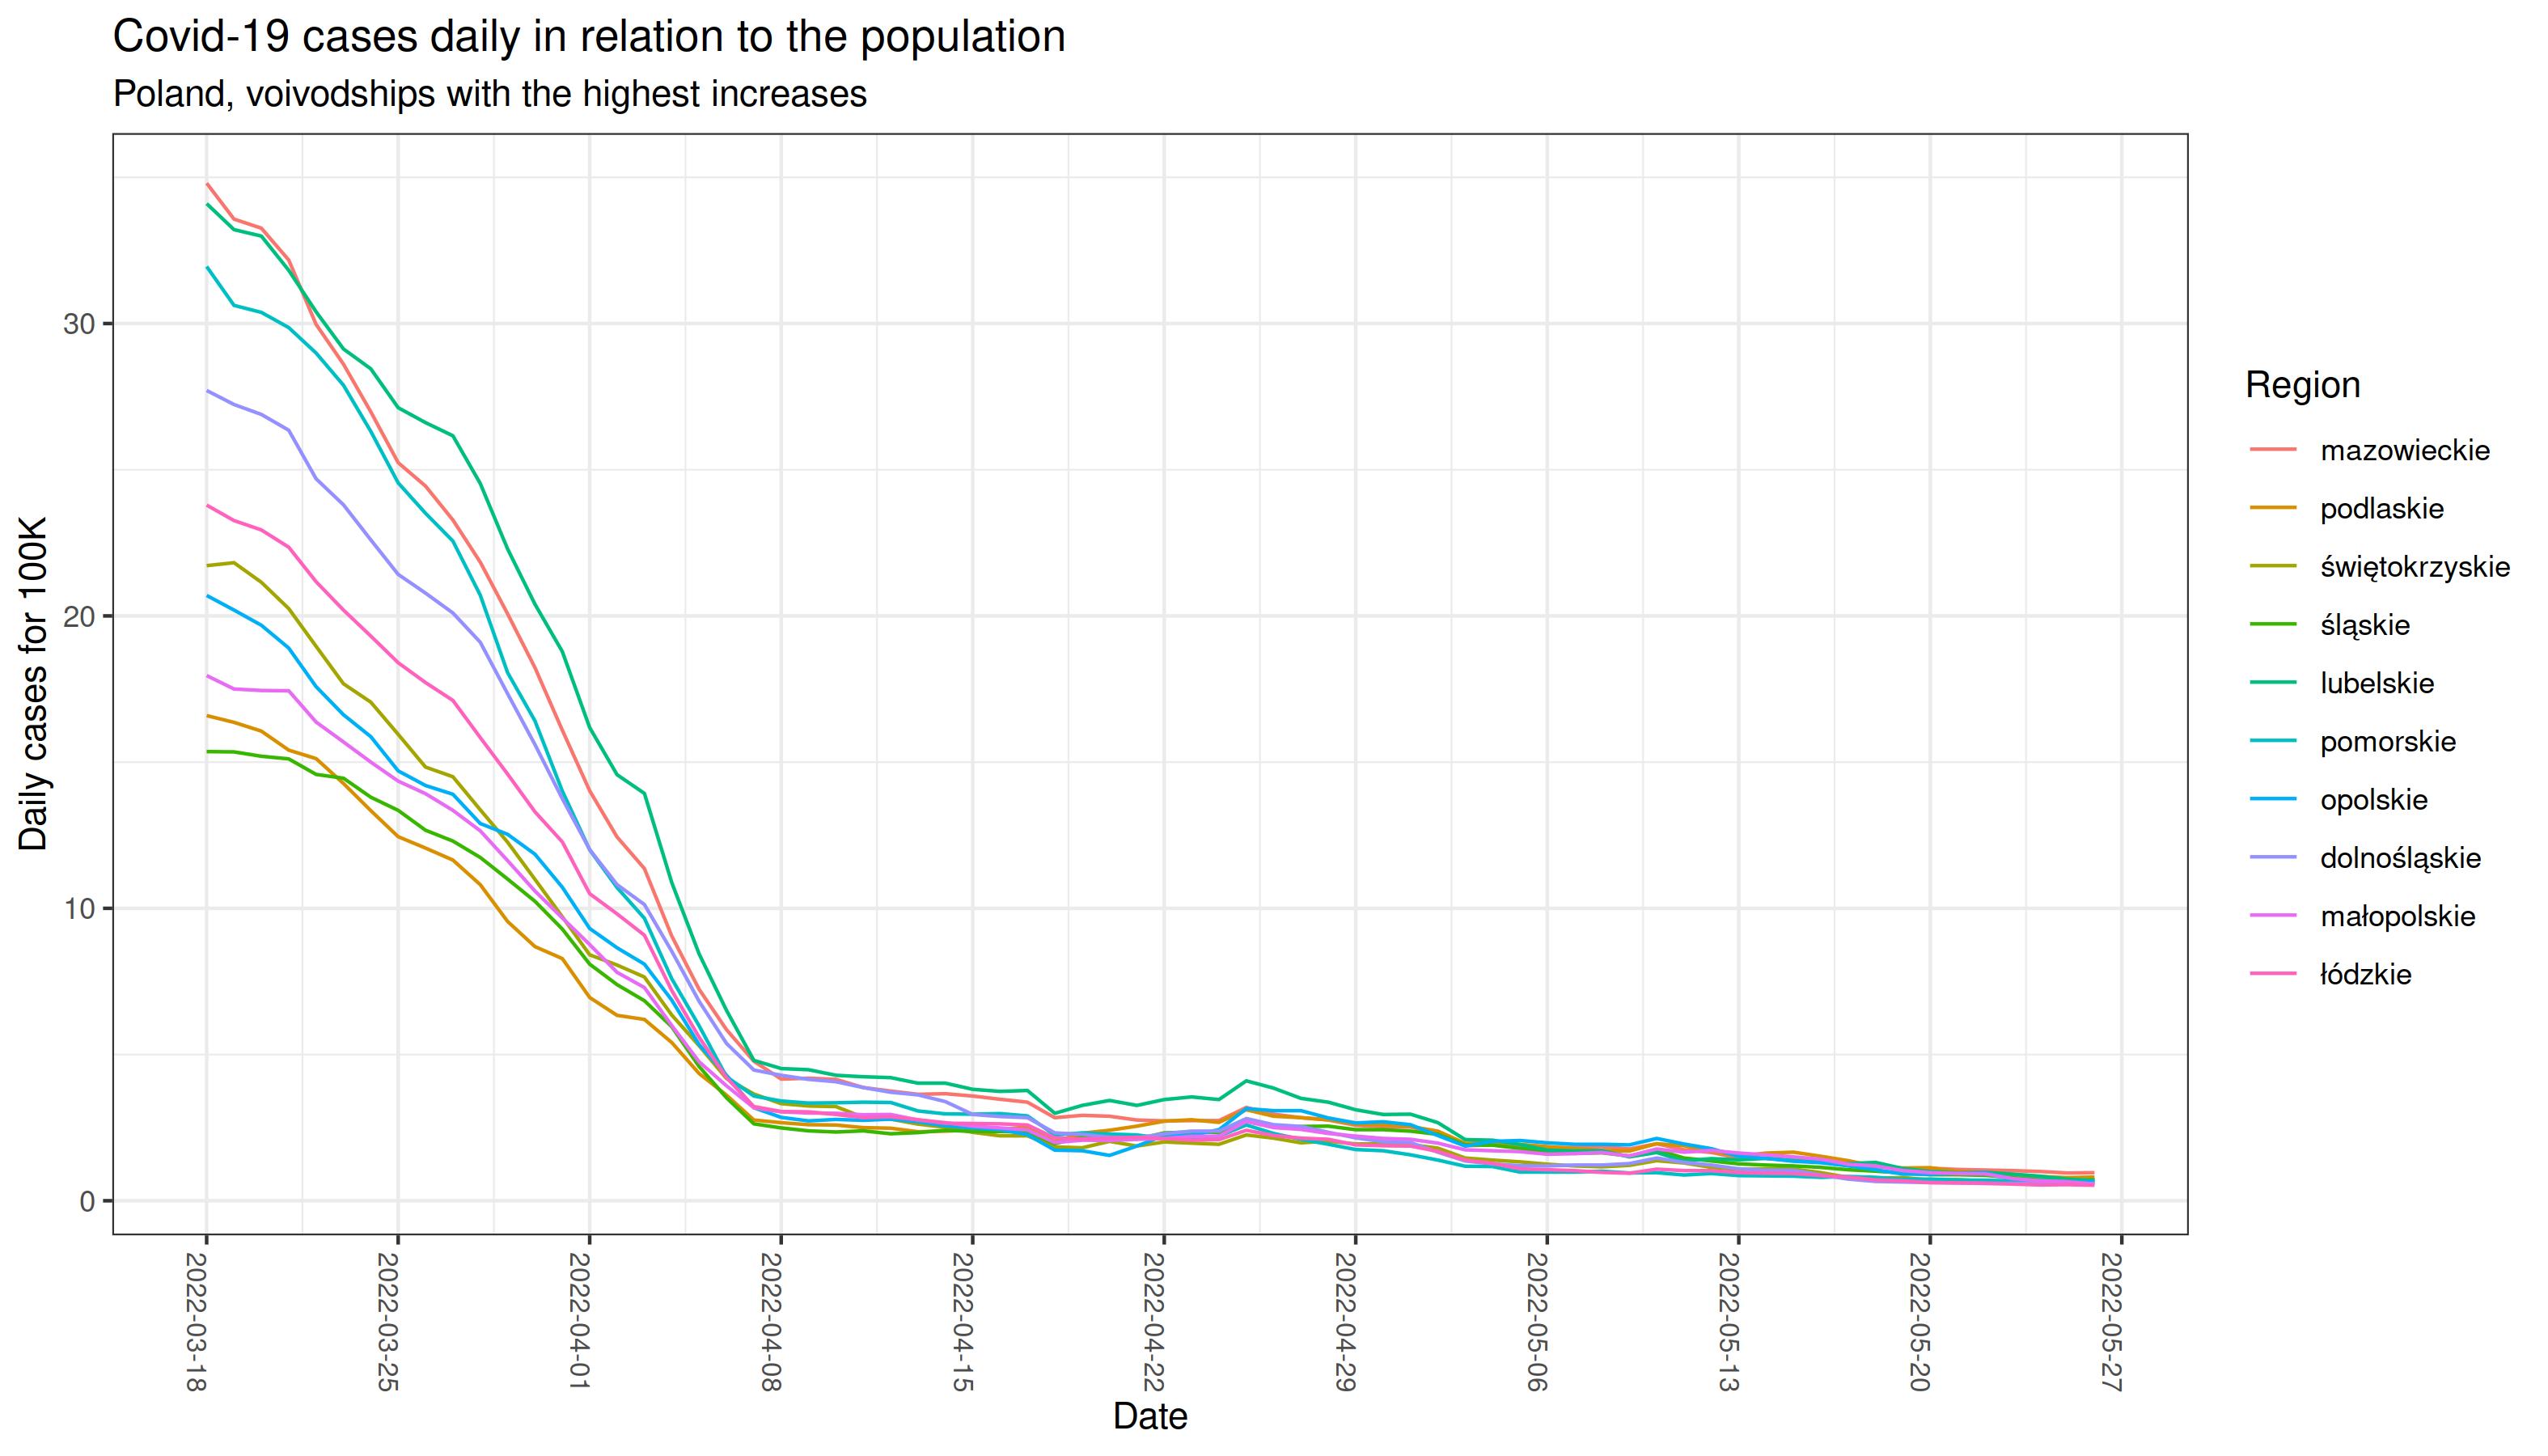 Covid-19 cases daily in relation to the population
Poland, voivodships with the highest increases
Daily cases for 100K
30
20
10
0
2022-03-18
2022-03-25
2022-04-01
2022-04-08
2022-04-15
2022-04-22
2022-04-29
2022-05-06
2022-05-13
2022-05-20
2022-05-27
Date
Region
mazowieckie
podlaskie
świętokrzyskie
śląskie
lubelskie
pomorskie
opolskie
dolnośląskie
małopolskie
łódzkie